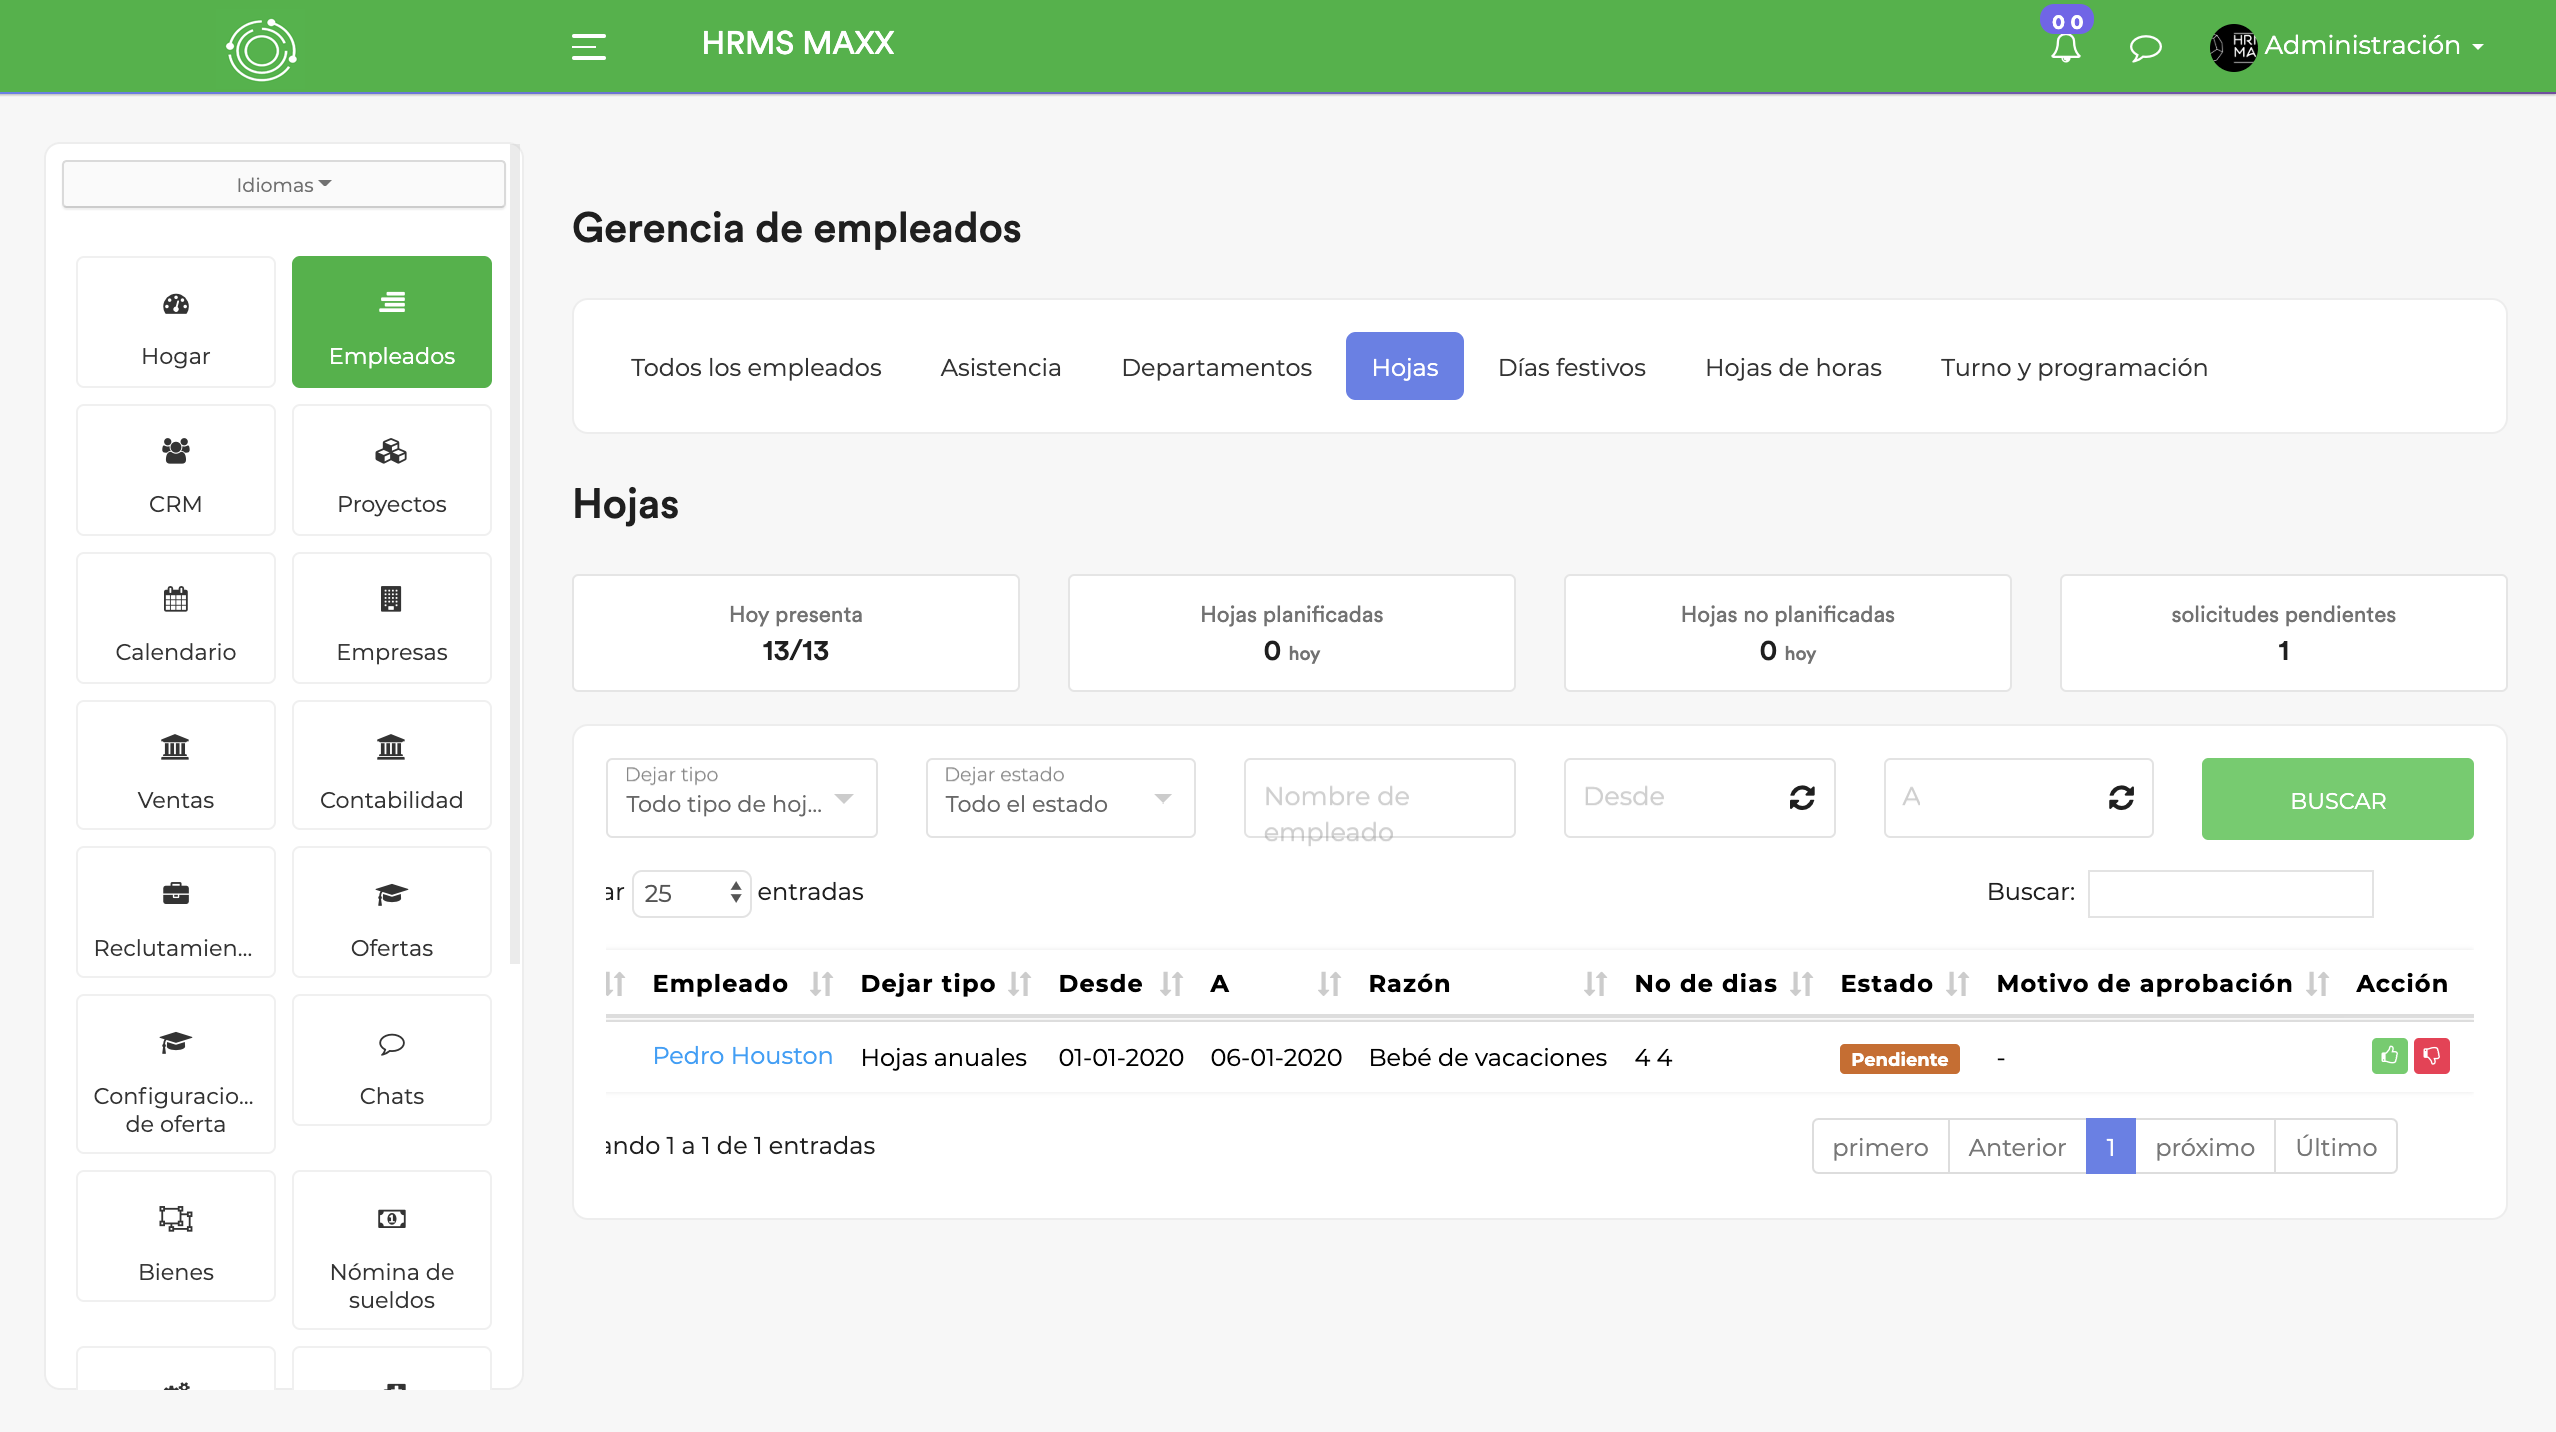 HRMS MAXX
0 0
HRM
MA
Administración
Idiomas
Hogar
Empleados
CRM
Proyectos
Calendario
Empresas
Ventas
Contabilidad
Reclutamien...
Ofertas
Configuracio...
de oferta
Chats
Bienes
Nómina de
sueldos
Gerencia de empleados
Todos los empleados Asistencia Departamentos Hojas Días festivos Hojas de horas Turno y programación
Hojas
Hoy presenta
13/13
Hojas planificadas
0 hoy
Hojas no planificadas
0 hoy
solicitudes pendientes
1
Dejar tipo
Todo tipo de hoj...
Dejar estado
Todo el estado
Nombre de
empleado
Desde
A
BUSCAR
ar 25 entradas
Buscar:
Empleado Dejar tipo Desde A Razón No de dias Estado Motivo de aprobación Acción
Pedro Houston Hojas anuales 01-01-2020 06-01-2020 Bebé de vacaciones 4 4 Pendiente -
ando 1 a 1 de 1 entradas
primero Anterior 1 próximo Último